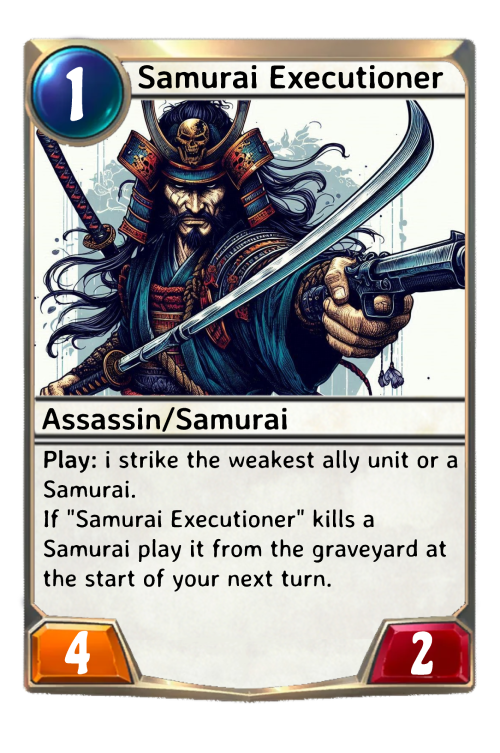 1
Samurai Executioner
Assassin/Samurai
Play: i strike the weakest ally unit or a
Samurai.
If "Samurai Executioner" kills a
Samurai play it from the graveyard at
the start of your next turn.
4
2